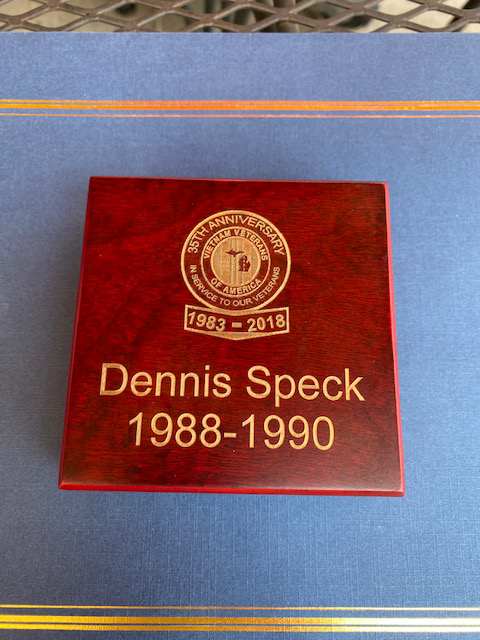 35TH ANNIVERSARY
VIETNAM VETERANS
OF AMERICA
IN SERVICE TO OUR VETERANS
1983 - 2018
Dennis Speck
1988-1990